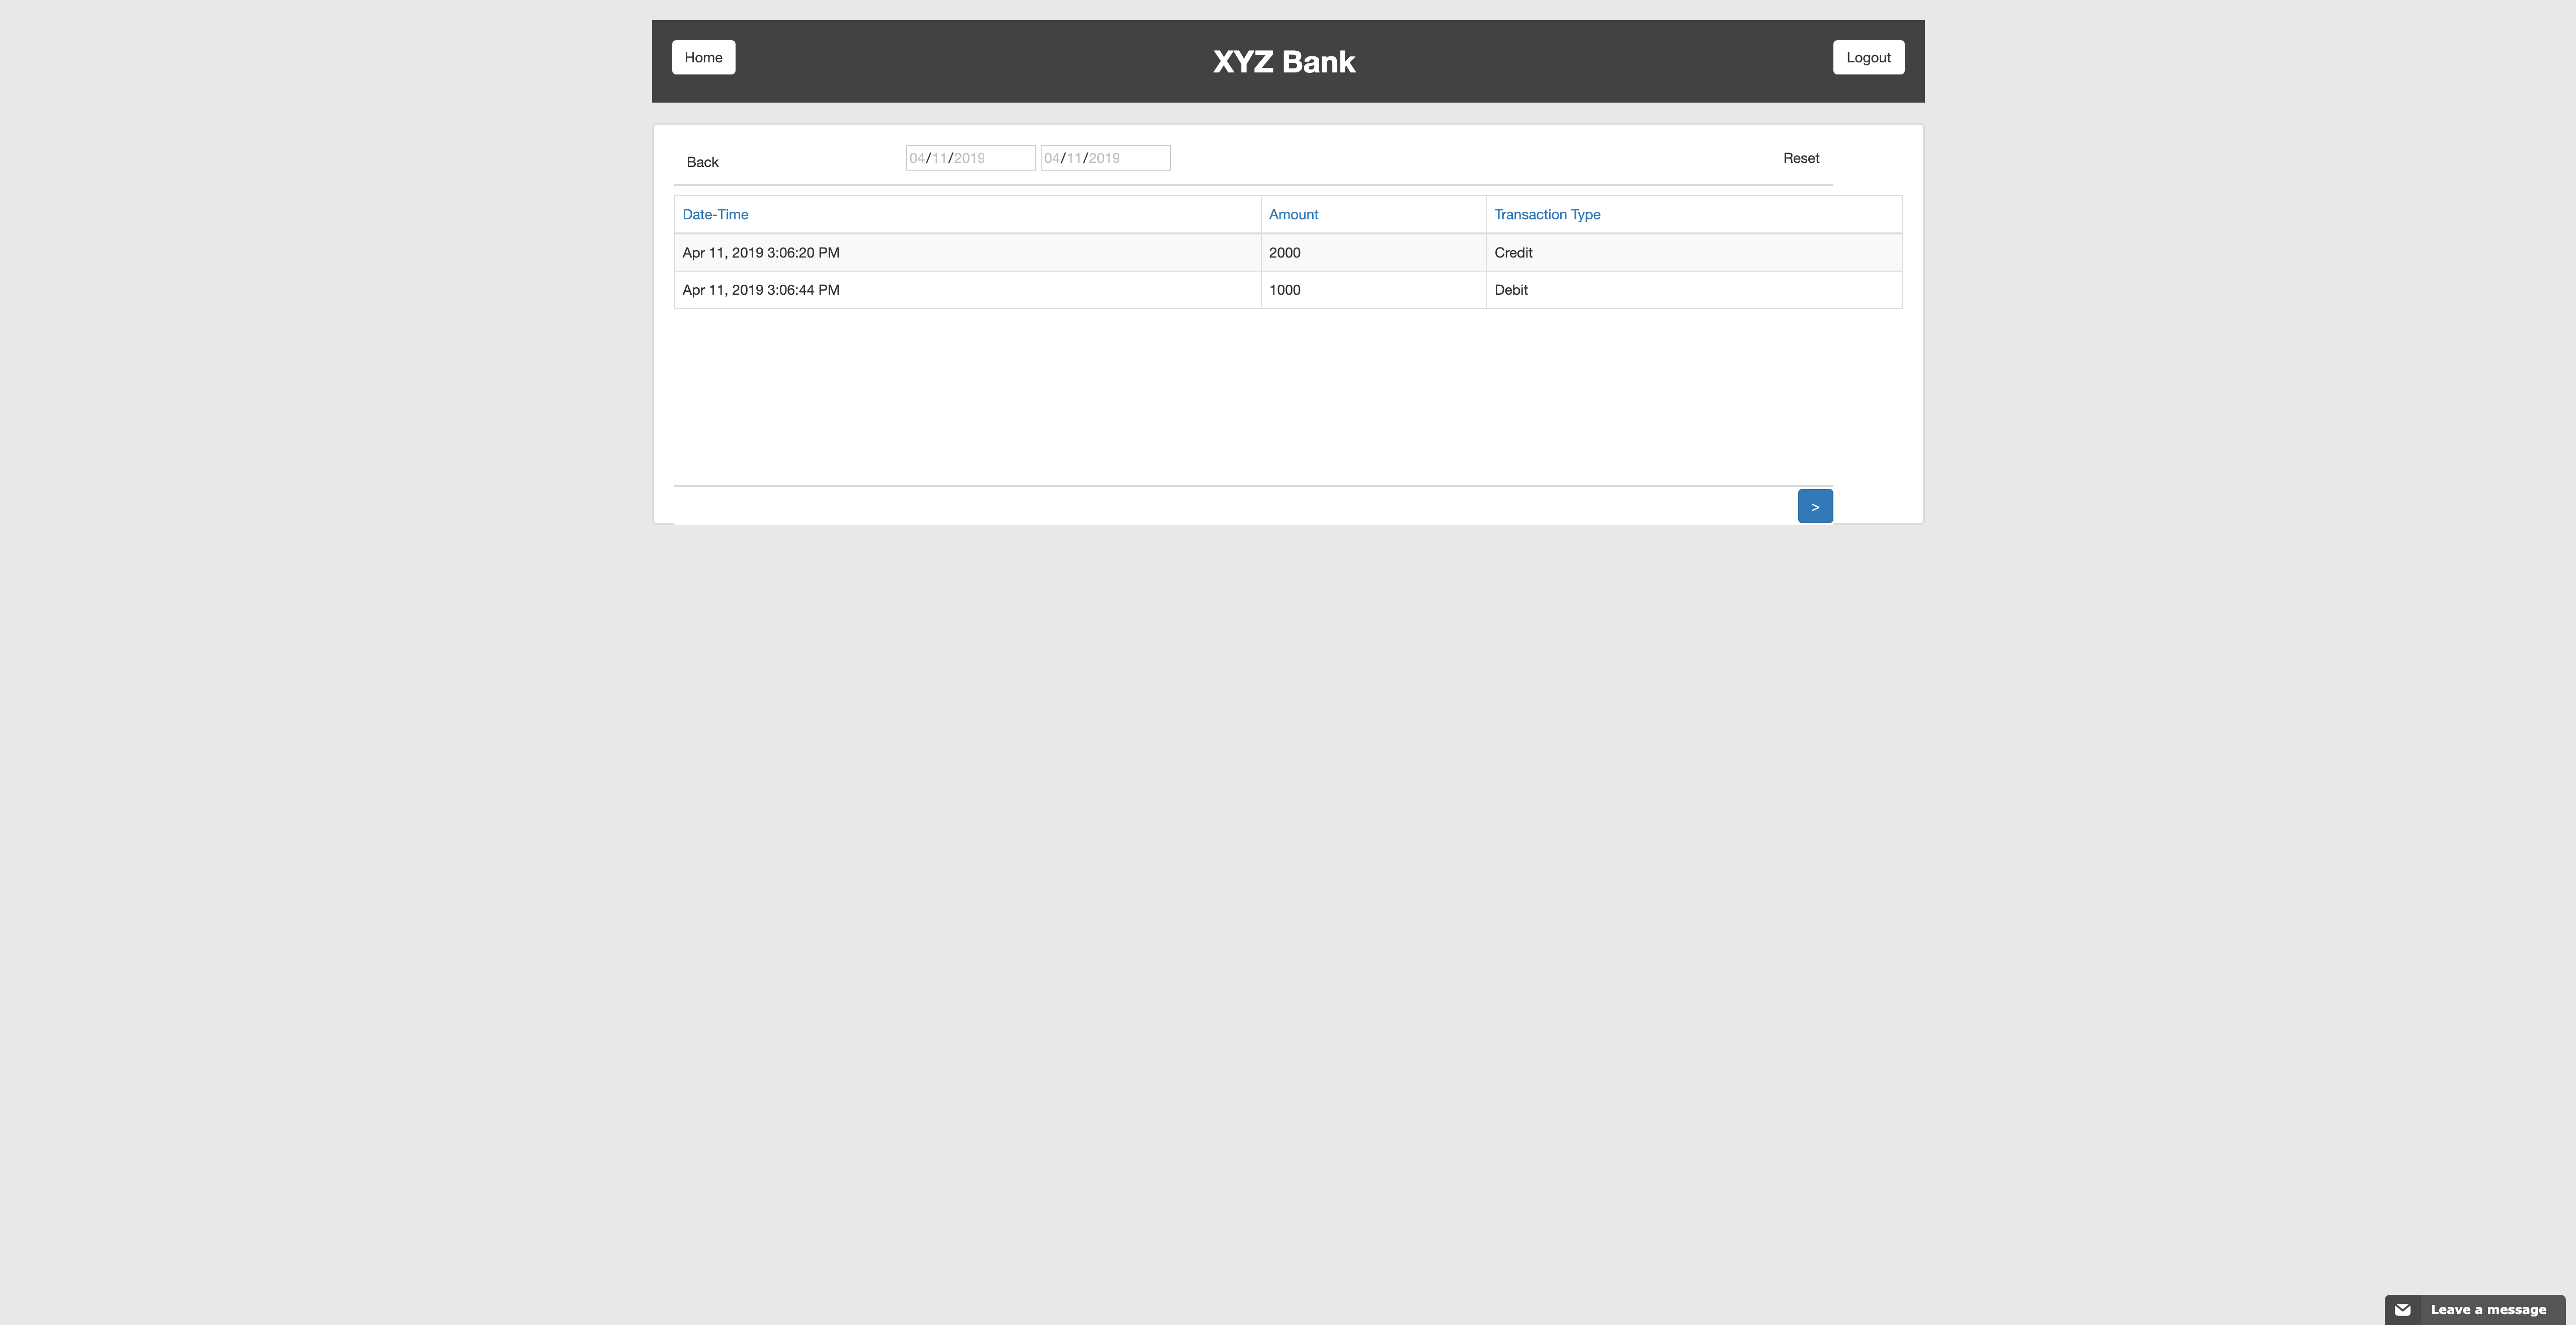 Home
XYZ Bank
Logout
Back
04/11/2019
04/11/2019
Reset
Date-Time Amount Transaction Type
Apr 11, 2019 3:06:20 PM 2000 Credit
Apr 11, 2019 3:06:44 PM 1000 Debit
>
Leave a message